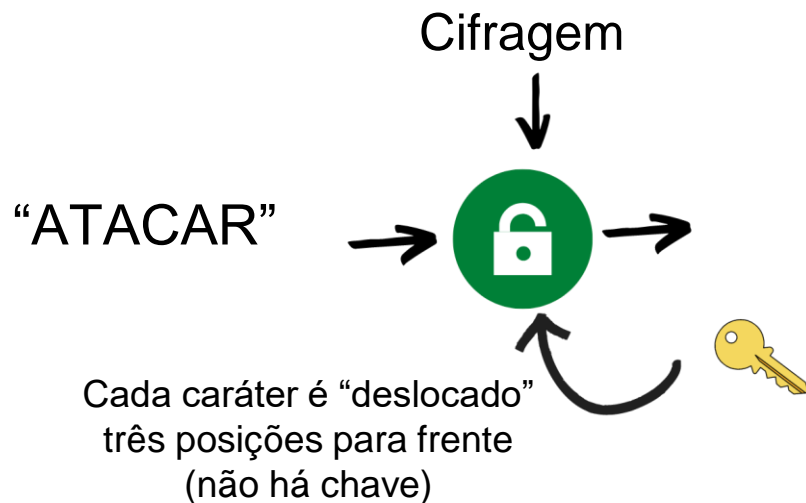 Cifragem
“ATACAR”
Cada caráter é “deslocado”
três posições para frente
(não há chave)